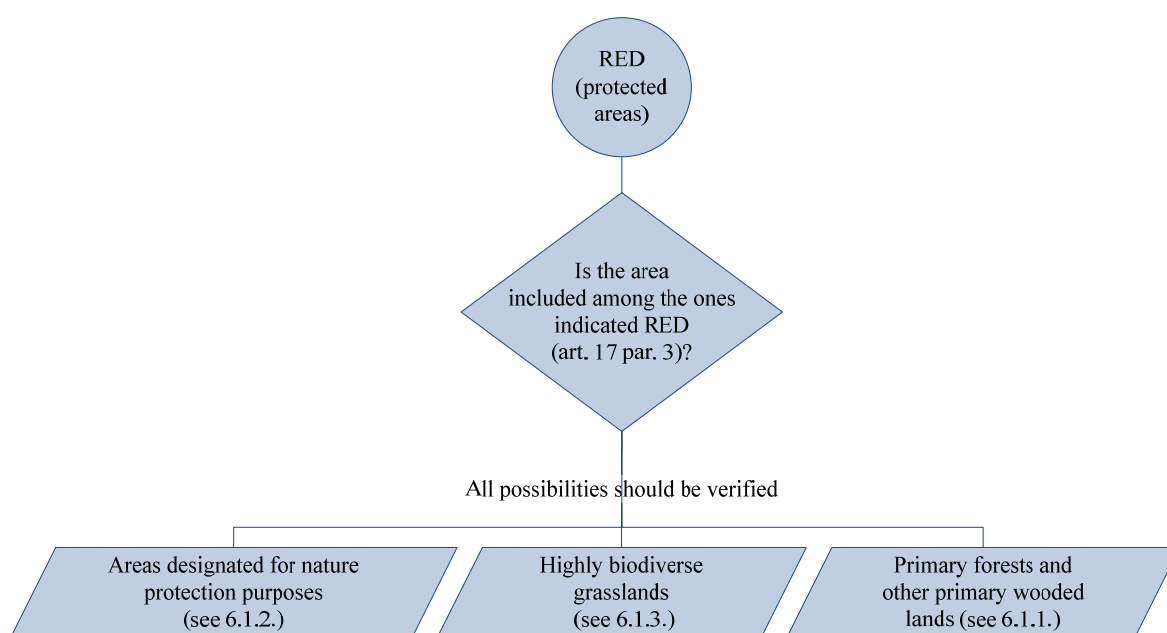 RED
(protected
areas)
Is the area
included among the ones
indicated RED
(art. 17 par. 3)?
All possibilities should be verified
Areas designated for nature
protection purposes
(see 6.1.2.)
Highly biodiverse
grasslands
(see 6.1.3.)
Primary forests and
other primary wooded
lands (see 6.1.1.)